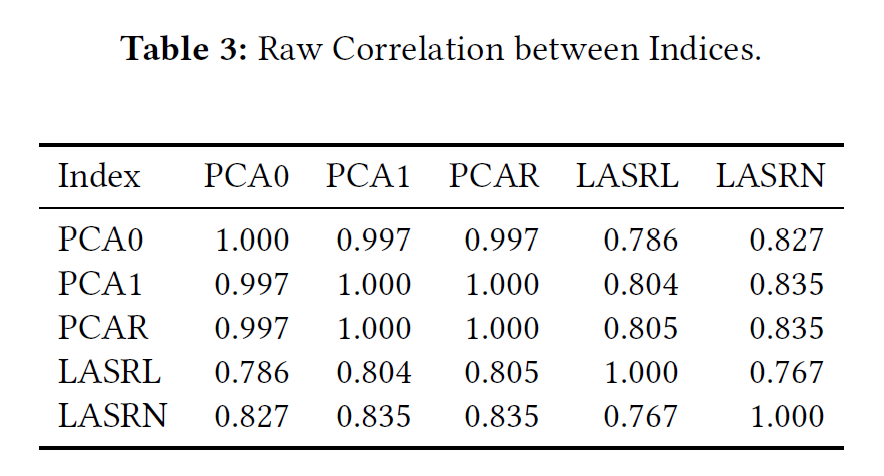 Table 3: Raw Correlation between Indices.
Index PCA0 PCA1 PCAR LASRL LASRN
PCA0 1.000 0.997 0.997 0.786 0.827
PCA1 0.997 1.000 1.000 0.804 0.835
PCAR 0.997 1.000 1.000 0.805 0.835
LASRL 0.786 0.804 0.805 1.000 0.767
LASRN 0.827 0.835 0.835 0.767 1.000